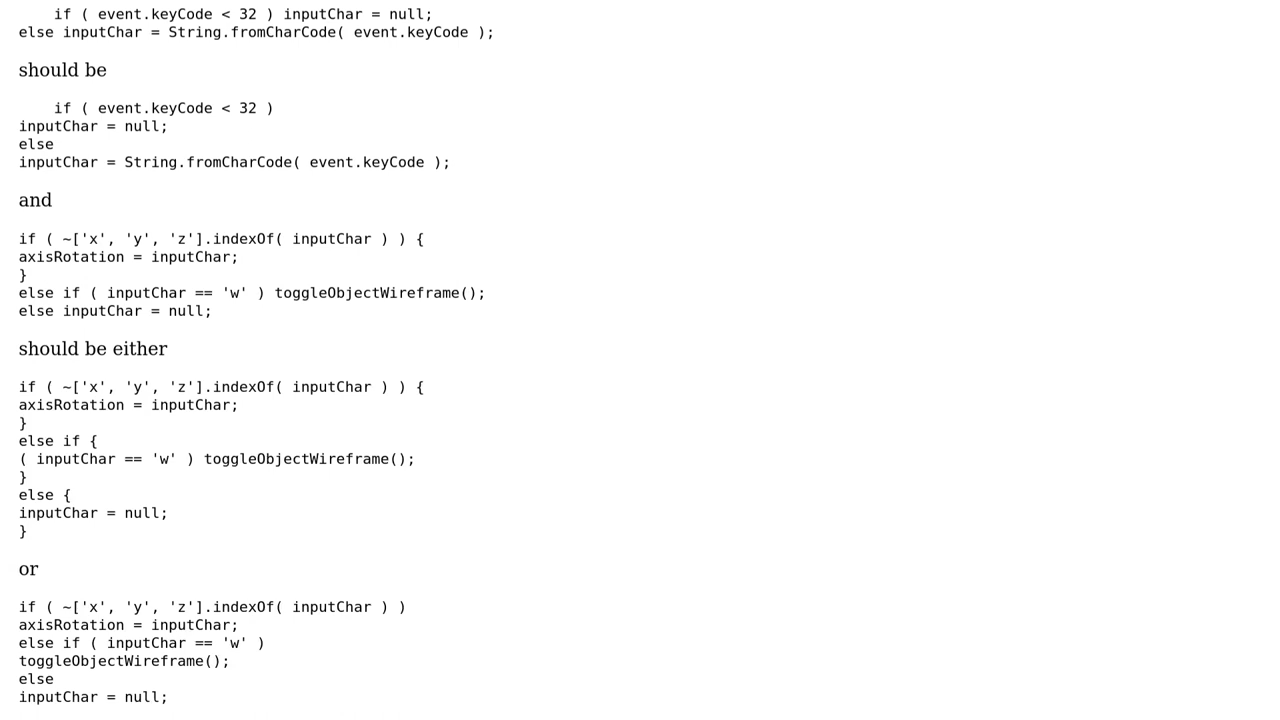 if ( event.keyCode < 32 ) inputChar = null;
else inputChar = String.fromCharCode( event.keyCode );
should be
if ( event.keyCode < 32 )
inputChar = null;
else
inputChar = String.fromCharCode( event.keyCode );
and
if ( ~['x', 'y', 'z'].indexOf( inputChar ) ) {
axisRotation = inputChar;
}
else if ( inputChar == 'w' ) toggleObjectWireframe();
else inputChar = null;
should be either
if ( ~['x', 'y', 'z'].indexOf( inputChar ) ) {
axisRotation = inputChar;
}
else if {
( inputChar == 'w' ) toggleObjectWireframe();
}
else {
inputChar = null;
}
or
if ( ~['x', 'y', 'z'].indexOf( inputChar ) )
axisRotation = inputChar;
else if ( inputChar == 'w' )
toggleObjectWireframe();
else
inputChar = null;